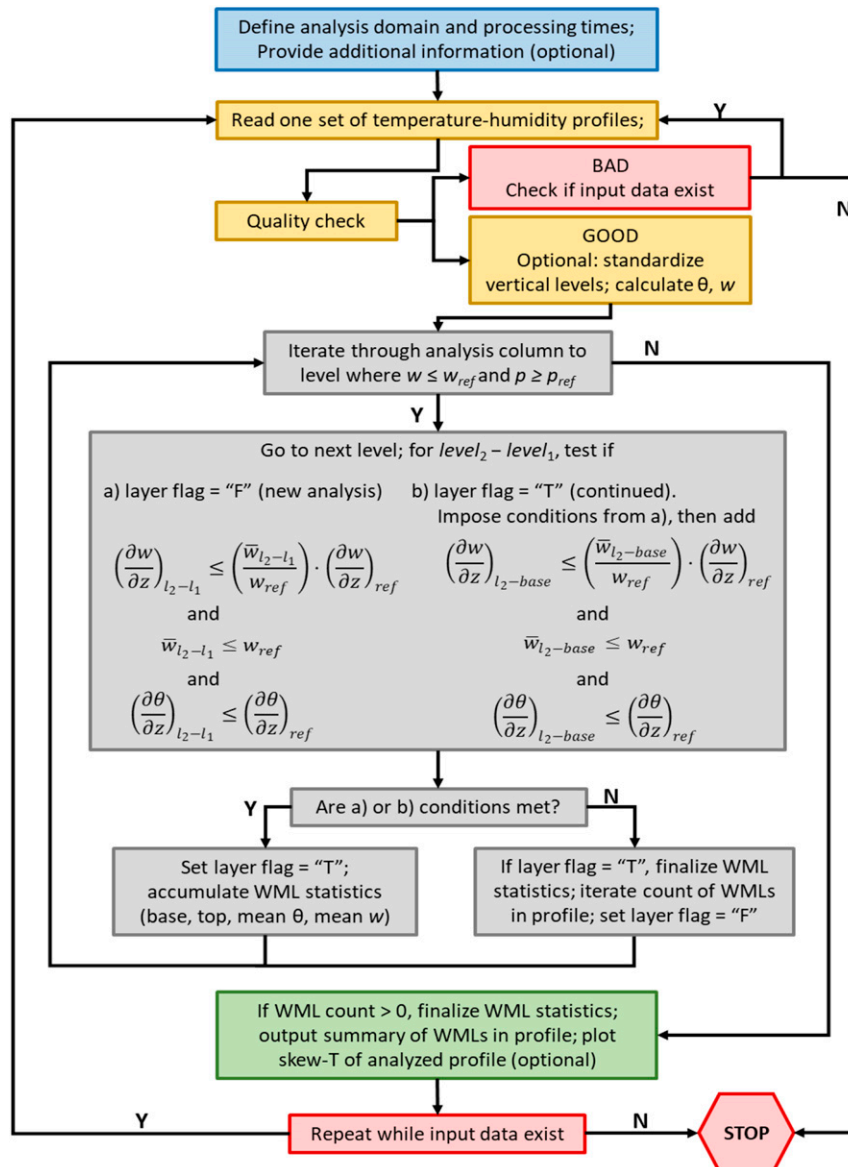 Define analysis domain and processing times;
Provide additional information (optional)
Read one set of temperature-humidity profiles;
Y
BAD
Check if input data exist
N
Quality check
GOOD
Optional: standardize
vertical levels; calculate θ, w
Iterate through analysis column to
level where w ≤ w_ref and p ≥ p_ref
N
Y
Go to next level; for level₂ – level₁, test if
a) layer flag = “F” (new analysis)
b) layer flag = “T” (continued).
Impose conditions from a), then add
(∂w/∂z)_{l₂−l₁} ≤ (w̅_{l₂−l₁}/w_ref) · (∂w/∂z)_ref
and
w̅_{l₂−l₁} ≤ w_ref
and
(∂θ/∂z)_{l₂−l₁} ≤ (∂θ/∂z)_ref
(∂w/∂z)_{l₂−base} ≤ (w̅_{l₂−base}/w_ref) · (∂w/∂z)_ref
and
w̅_{l₂−base} ≤ w_ref
and
(∂θ/∂z)_{l₂−base} ≤ (∂θ/∂z)_ref
Are a) or b) conditions met?
Y
N
Set layer flag = “T”;
accumulate WML statistics
(base, top, mean θ, mean w)
If layer flag = “T”, finalize WML
statistics; iterate count of WMLs
in profile; set layer flag = “F”
If WML count > 0, finalize WML statistics;
output summary of WMLs in profile; plot
skew-T of analyzed profile (optional)
Y
Repeat while input data exist
N
STOP